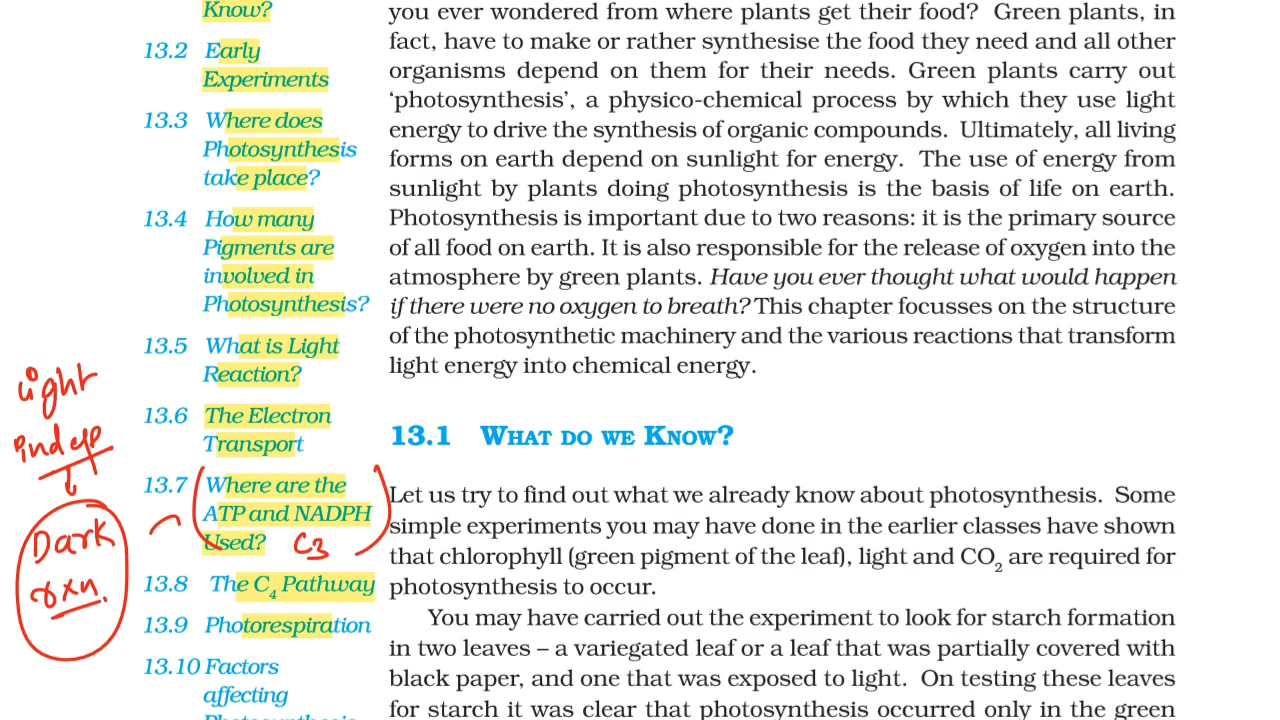 Know?
13.2 Early
Experiments
13.3 Where does
Photosynthesis
take place?
13.4 How many
Pigments are
involved in
Photosynthesis?
13.5 What is Light
Reaction?
13.6 The Electron
Transport
13.7 Where are the
ATP and NADPH
Used?
C3
13.8 The C₄ Pathway
13.9 Photorespiration
13.10 Factors
affecting
light
indep
Dark
rxn.
you ever wondered from where plants get their food? Green plants, in
fact, have to make or rather synthesise the food they need and all other
organisms depend on them for their needs. Green plants carry out
‘photosynthesis’, a physico-chemical process by which they use light
energy to drive the synthesis of organic compounds. Ultimately, all living
forms on earth depend on sunlight for energy. The use of energy from
sunlight by plants doing photosynthesis is the basis of life on earth.
Photosynthesis is important due to two reasons: it is the primary source
of all food on earth. It is also responsible for the release of oxygen into the
atmosphere by green plants. Have you ever thought what would happen
if there were no oxygen to breath? This chapter focusses on the structure
of the photosynthetic machinery and the various reactions that transform
light energy into chemical energy.
13.1 WHAT DO WE KNOW?
Let us try to find out what we already know about photosynthesis. Some
simple experiments you may have done in the earlier classes have shown
that chlorophyll (green pigment of the leaf), light and CO₂ are required for
photosynthesis to occur.
You may have carried out the experiment to look for starch formation
in two leaves – a variegated leaf or a leaf that was partially covered with
black paper, and one that was exposed to light. On testing these leaves
for starch it was clear that photosynthesis occurred only in the green